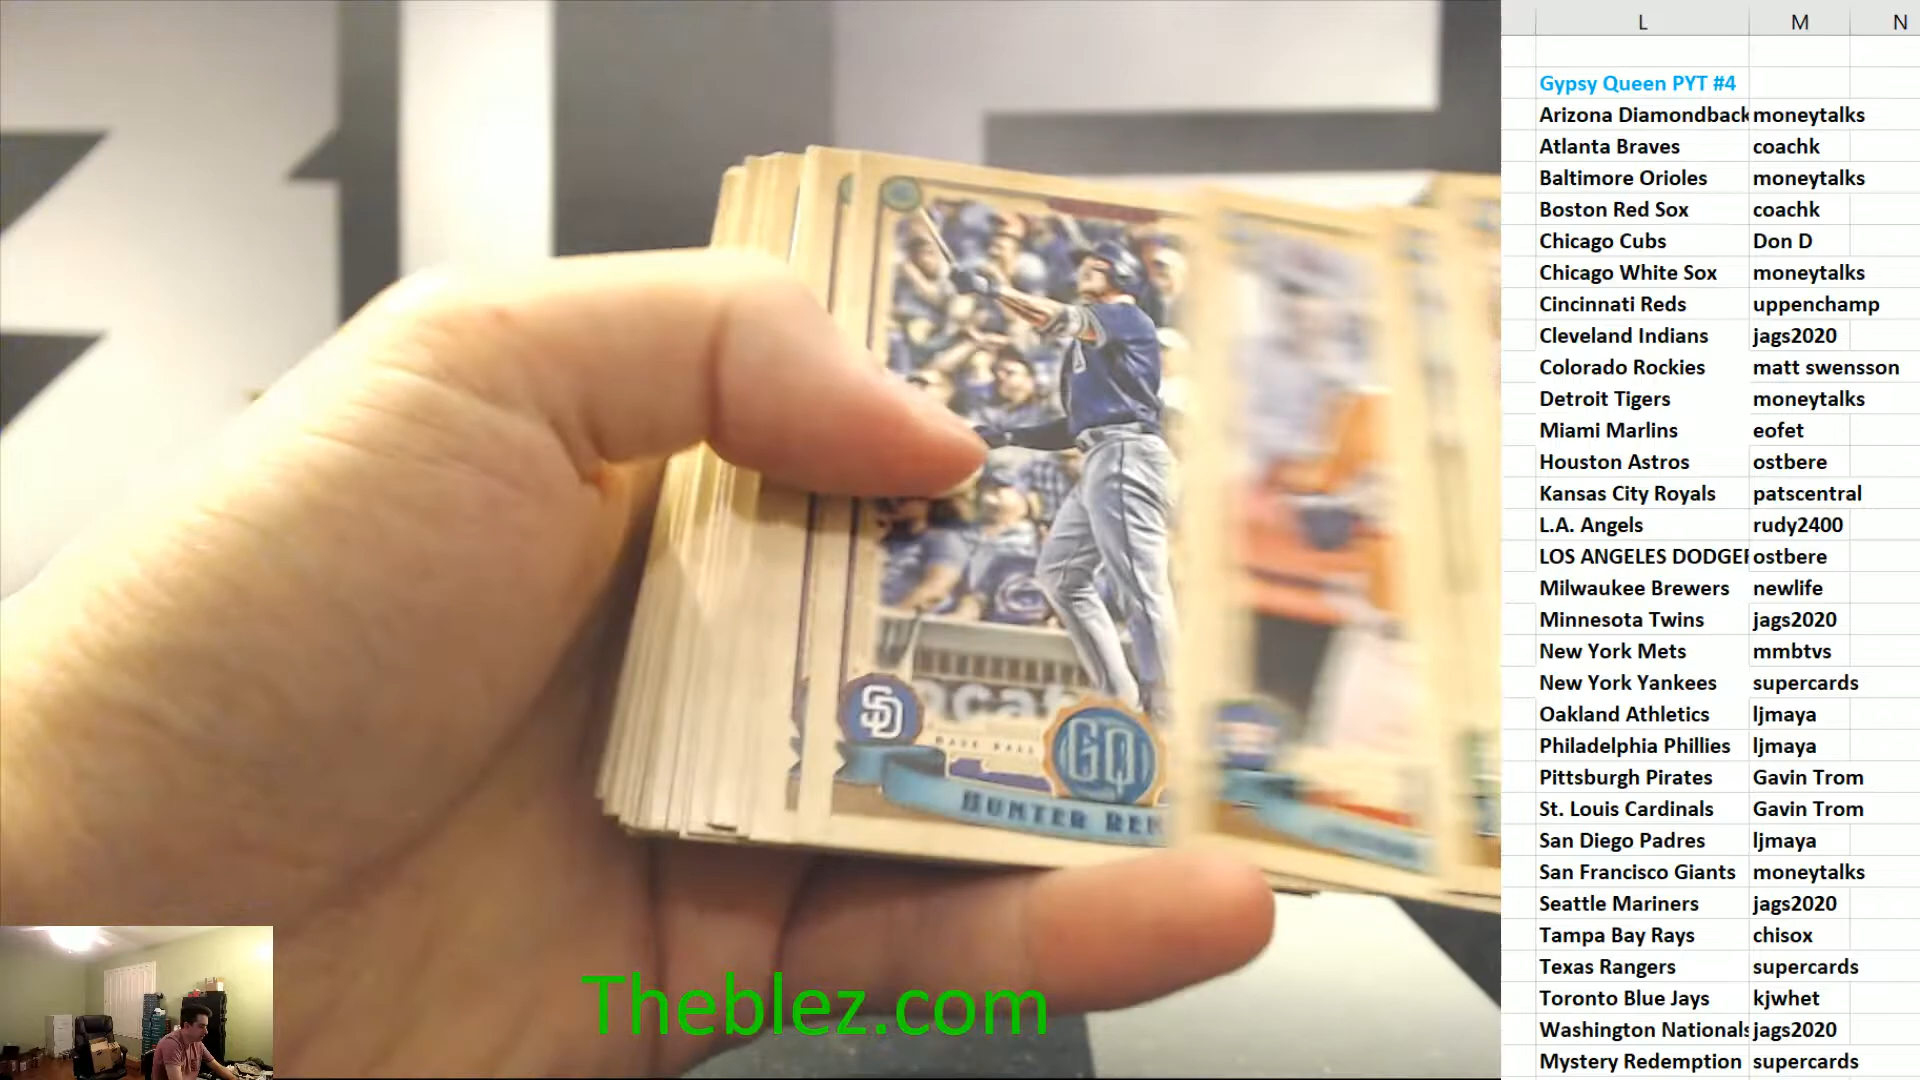 L M N
Gypsy Queen PYT #4
Arizona Diamondback moneytalks
Atlanta Braves coachk
Baltimore Orioles moneytalks
Boston Red Sox coachk
Chicago Cubs Don D
Chicago White Sox moneytalks
Cincinnati Reds uppenchamp
Cleveland Indians jags2020
Colorado Rockies matt swensson
Detroit Tigers moneytalks
Miami Marlins eofet
Houston Astros ostbere
Kansas City Royals patscentral
L.A. Angels rudy2400
LOS ANGELES DODGER ostbere
Milwaukee Brewers newlife
Minnesota Twins jags2020
New York Mets mmbtvs
New York Yankees supercards
Oakland Athletics ljmaya
Philadelphia Phillies ljmaya
Pittsburgh Pirates Gavin Trom
St. Louis Cardinals Gavin Trom
San Diego Padres ljmaya
San Francisco Giants moneytalks
Seattle Mariners jags2020
Tampa Bay Rays chisox
Texas Rangers supercards
Toronto Blue Jays kjwhet
Washington Nationals jags2020
Mystery Redemption supercards
SD
BASE BALL
GQ
HUNTER REN
Theblez.com